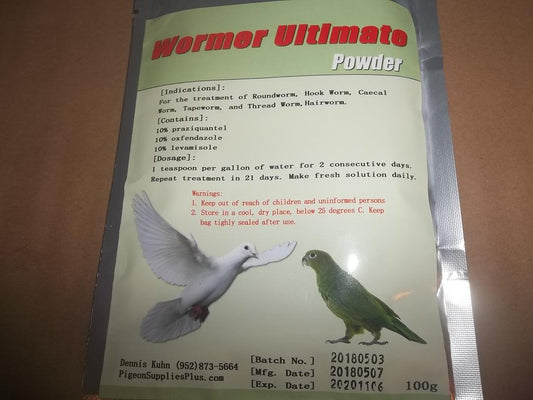 Wormer Ultimate
Powder
[Indications]:
For the treatment of Roundworm, Hook Worm, Caecal
Worm, Tapeworm, and Thread Worm,Hairworm.
[Contains]:
10% praziquantel
10% oxfendazole
10% levamisole
[Dosage]:
1 teaspoon per gallon of water for 2 consecutive days.
Repeat treatment in 21 days. Make fresh solution daily.
Warnings:
1. Keep out of reach of children and uninformed persons
2. Store in a cool, dry place, below 25 degrees C. Keep
bag tighly sealed after use.
Dennis Kuhn (952)873-5664
PigeonSuppliesPlus.com
[Batch No.] 20180503
[Mfg. Date] 20180507
[Exp. Date] 20201106
100g